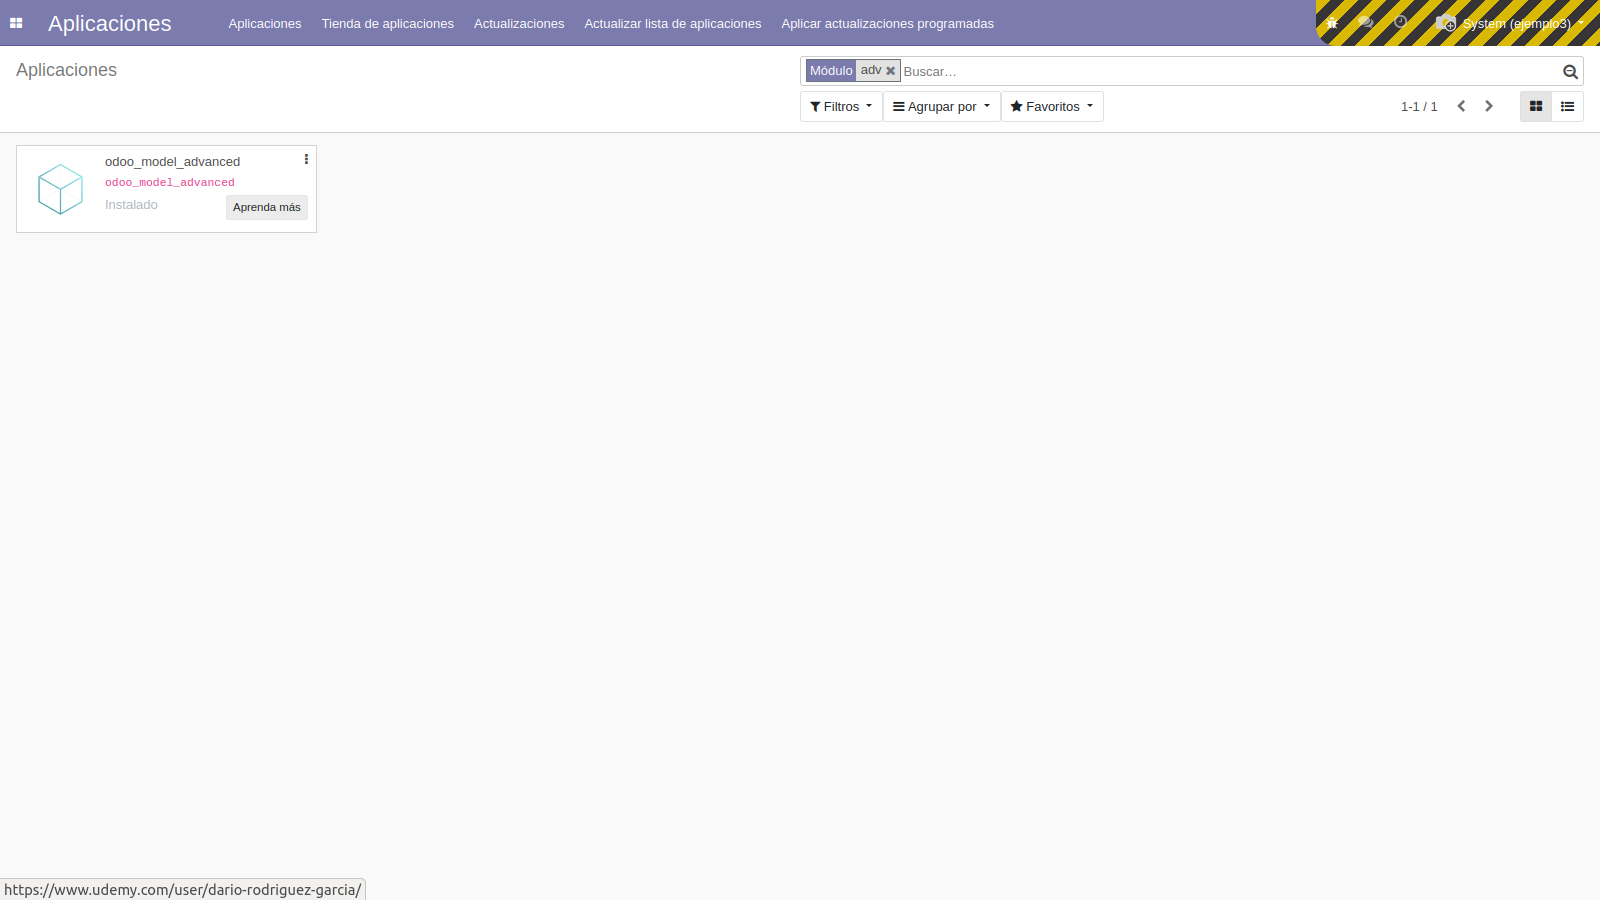 Aplicaciones Aplicaciones Tienda de aplicaciones Actualizaciones Actualizar lista de aplicaciones Aplicar actualizaciones programadas System (ejemplo3)
Aplicaciones
Módulo adv Buscar...
Filtros Agrupar por Favoritos 1-1 / 1
odoo_model_advanced
odoo_model_advanced
Instalado
Aprenda más
https://www.udemy.com/user/dario-rodriguez-garcia/